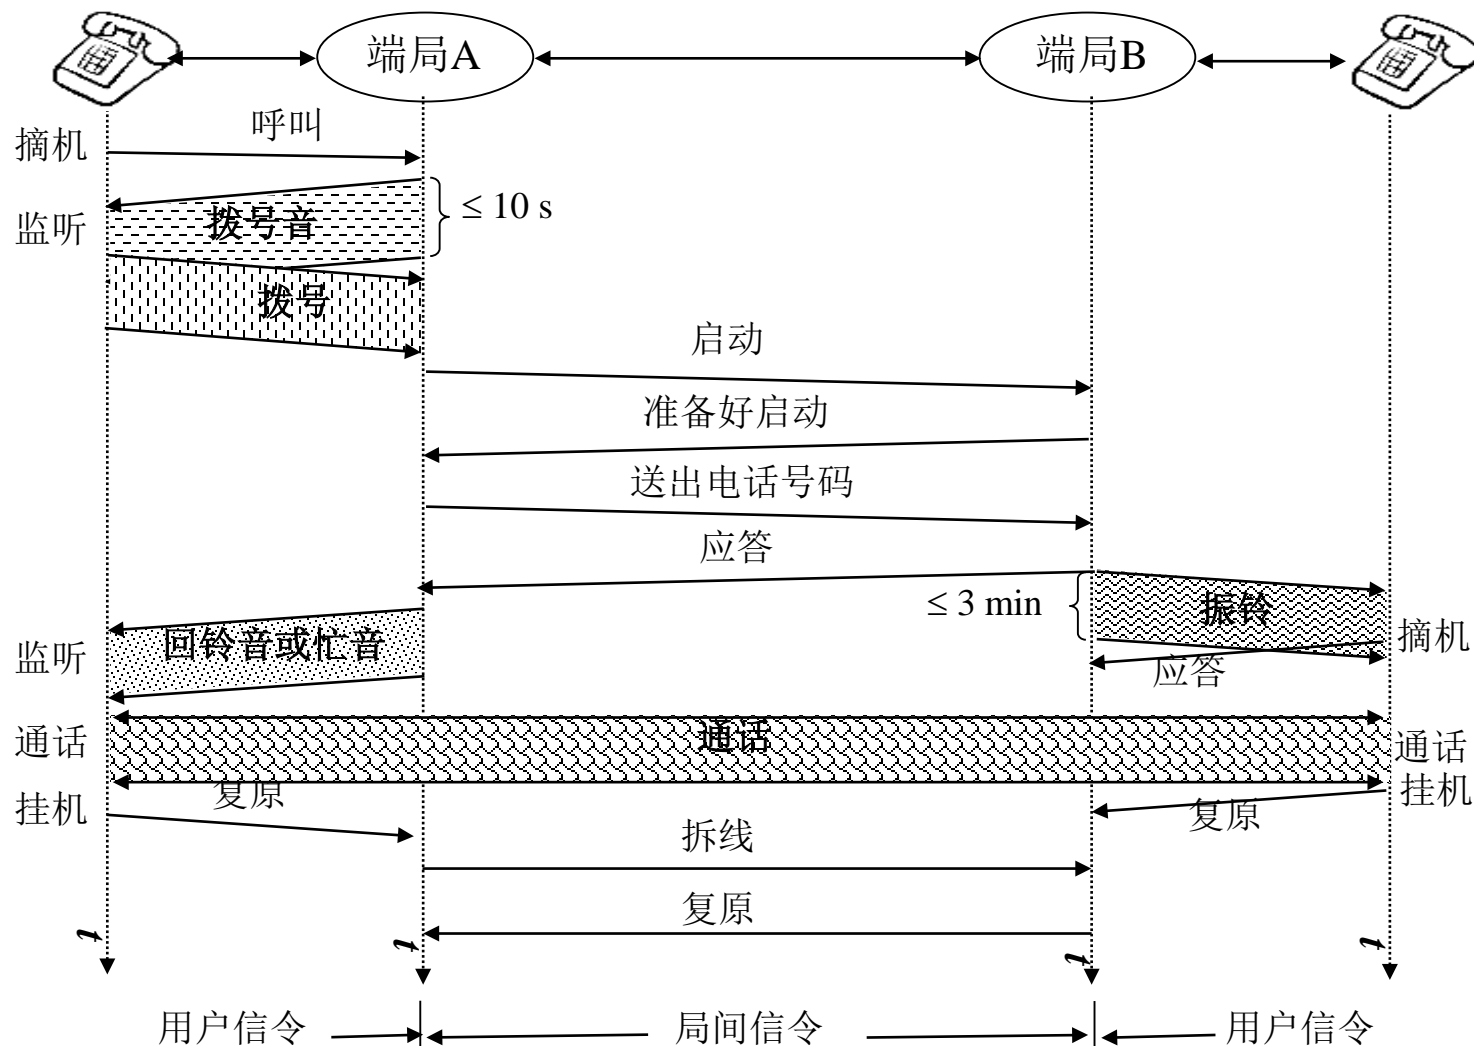 端局A
端局B
呼叫
摘机
≤ 10 s
监听
拨号音
拨号
启动
准备好启动
送出电话号码
应答
≤ 3 min
振铃
摘机
回铃音或忙音
监听
应答
通话
通话
通话
挂机
复原
挂机
复原
拆线
复原
t
t
t
t
用户信令
局间信令
用户信令